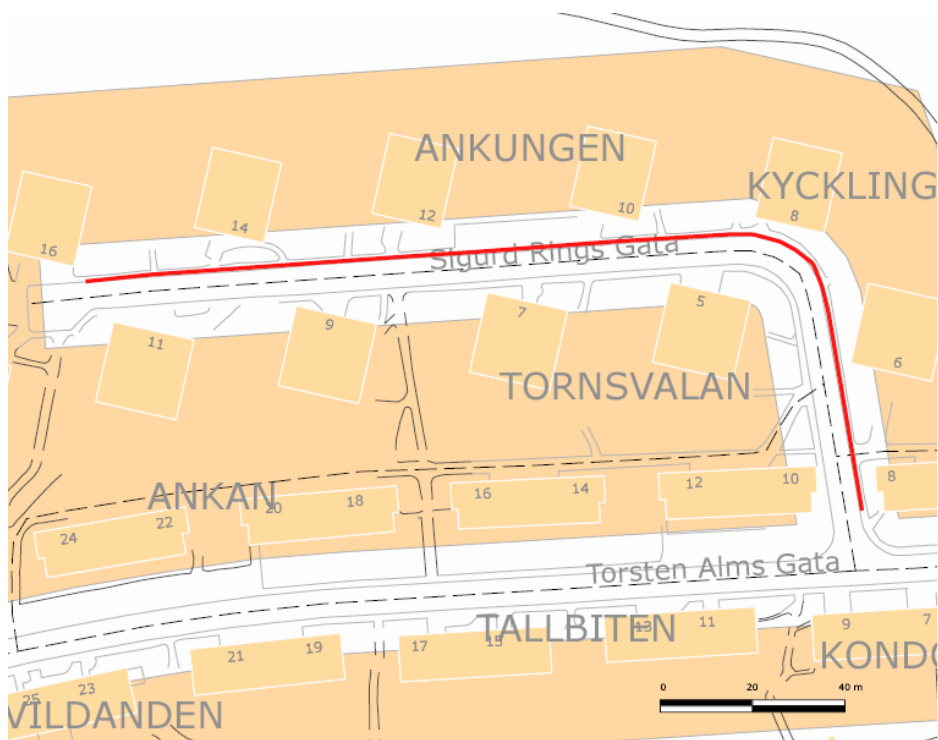 ANKUNGEN
KYCKLING
16
14
12
10
8
Sigurd Rings Gata
11
9
7
5
6
TORNSVALAN
ANKAN
24
22
20
18
16
14
12
10
8
Torsten Alms Gata
TALLBITEN
21
19
17
15
13
11
9
7
KONDO
25
23
VILDANDEN
0 20 40 m